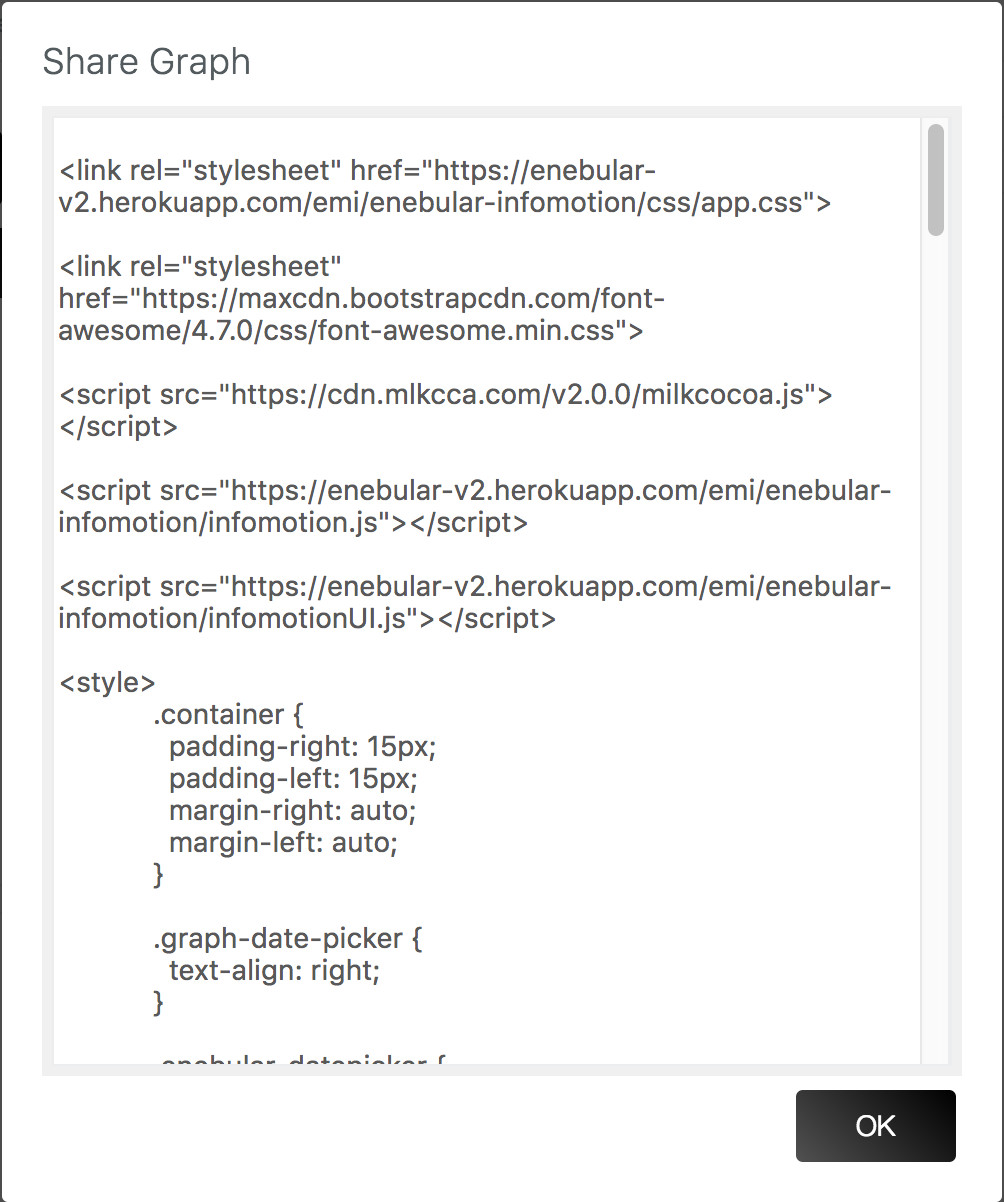 Share Graph
<link rel="stylesheet" href="https://enebular-
v2.herokuapp.com/emi/enebular-infomotion/css/app.css">
<link rel="stylesheet"
href="https://maxcdn.bootstrapcdn.com/font-
awesome/4.7.0/css/font-awesome.min.css">
<script src="https://cdn.mlkcca.com/v2.0.0/milkcocoa.js">
</script>
<script src="https://enebular-v2.herokuapp.com/emi/enebular-
infomotion/infomotion.js"></script>
<script src="https://enebular-v2.herokuapp.com/emi/enebular-
infomotion/infomotionUI.js"></script>
<style>
.container {
padding-right: 15px;
padding-left: 15px;
margin-right: auto;
margin-left: auto;
}
.graph-date-picker {
text-align: right;
}
.enebular-datepicker {
OK